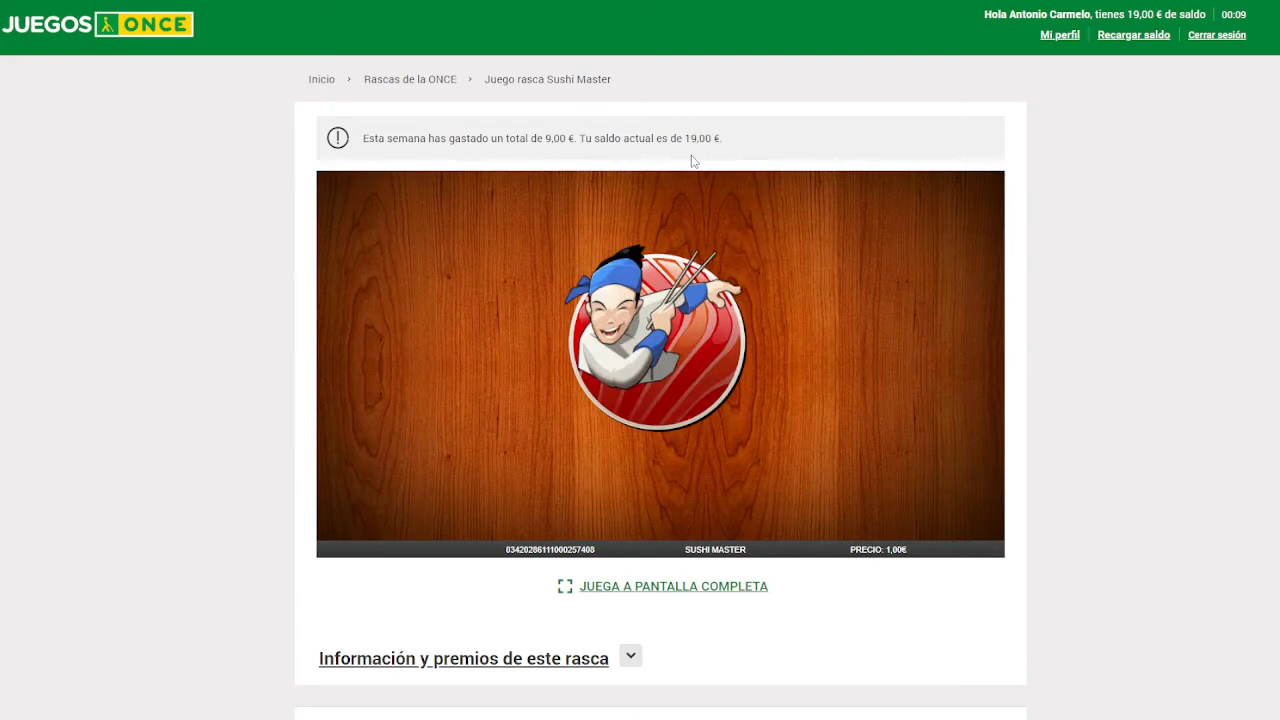 JUEGOS ONCE
Hola Antonio Carmelo, tienes 19,00 € de saldo 00:09
Mi perfil Recargar saldo Cerrar sesión
Inicio › Rascas de la ONCE › Juego rasca Sushi Master
Esta semana has gastado un total de 9,00 €. Tu saldo actual es de 19,00 €.
03420286111000257408 SUSHI MASTER PRECIO: 1,00€
JUEGA A PANTALLA COMPLETA
Información y premios de este rasca